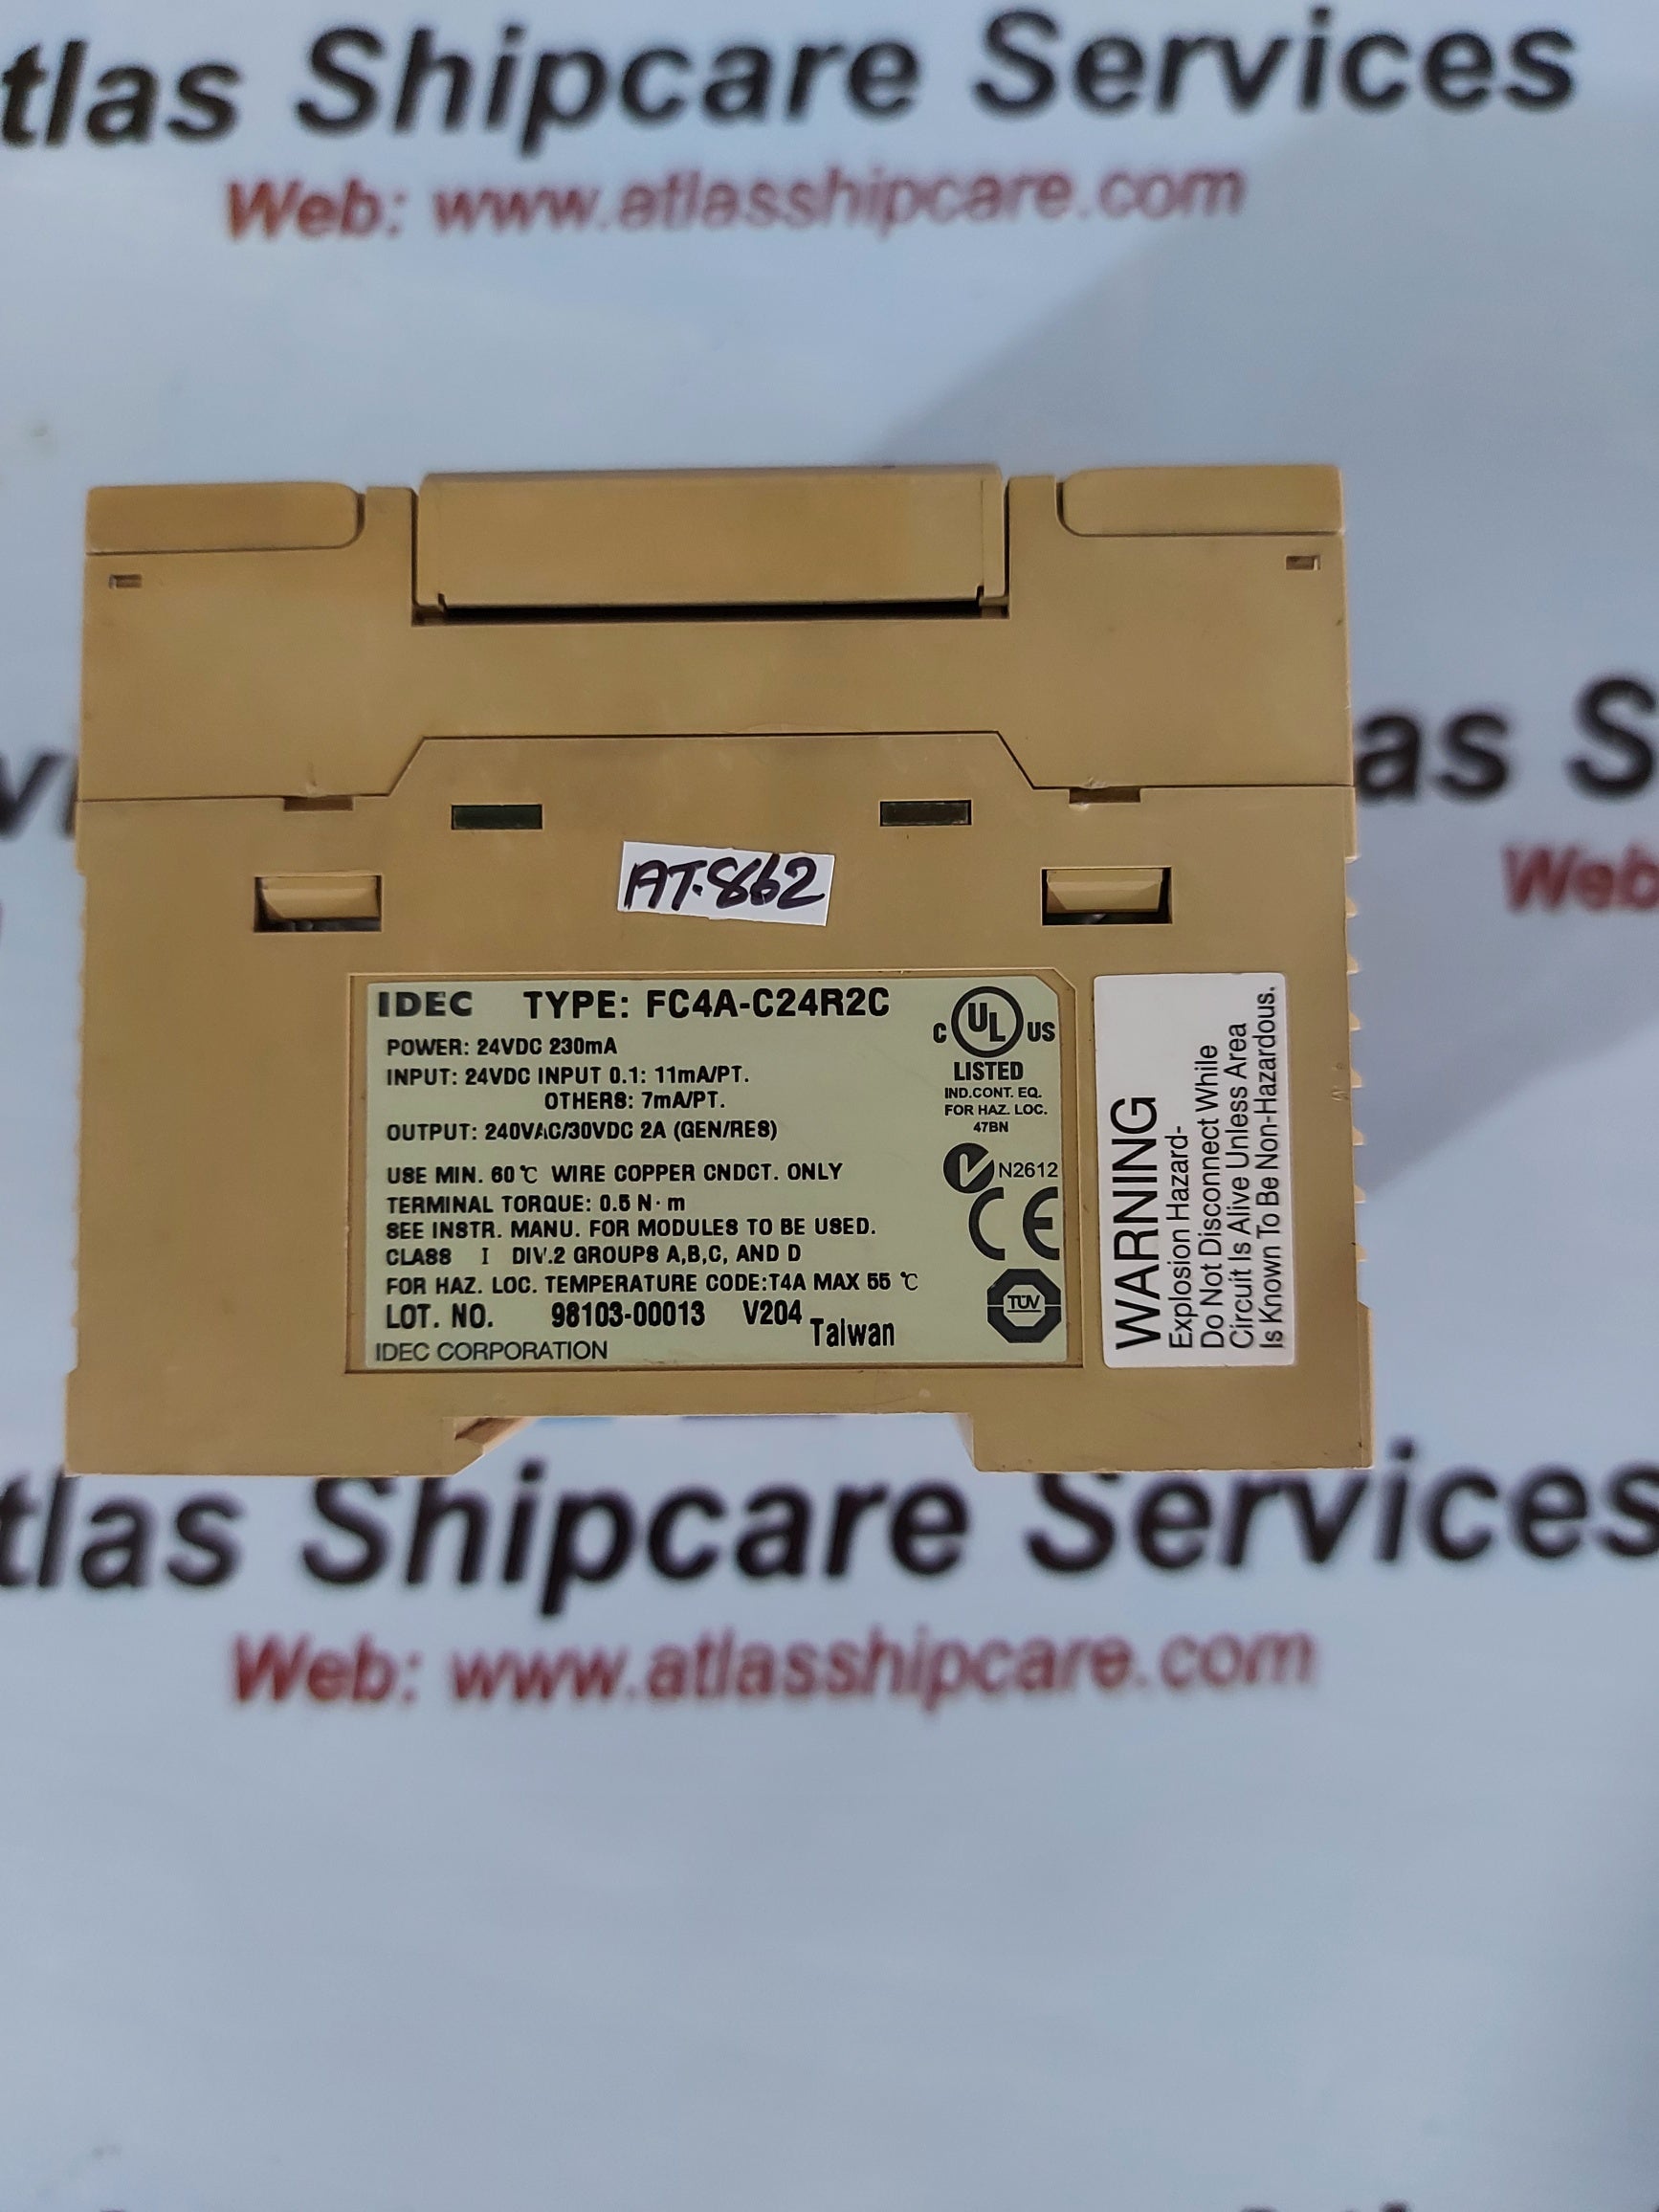 tlas Shipcare Services
Web: www.atlasshipcare.com
as S
Web
AT-862
IDEC TYPE: FC4A-C24R2C
POWER: 24VDC 230mA
INPUT: 24VDC INPUT 0.1: 11mA/PT.
OTHERS: 7mA/PT.
OUTPUT: 240VAC/30VDC 2A (GEN/RES)
USE MIN. 60℃ WIRE COPPER CNDCT. ONLY
TERMINAL TORQUE: 0.5 N·m
SEE INSTR. MANU. FOR MODULES TO BE USED.
CLASS I DIV.2 GROUPS A,B,C, AND D
FOR HAZ. LOC. TEMPERATURE CODE:T4A MAX 55 ℃
LOT. NO. 98103-00013 V204 Taiwan
IDEC CORPORATION
C UL US
LISTED
IND.CONT. EQ.
FOR HAZ. LOC.
47BN
N2612
CE
TÜV
WARNING
Explosion Hazard-
Do Not Disconnect While
Circuit Is Alive Unless Area
Is Known To Be Non-Hazardous.
tlas Shipcare Services
Web: www.atlasshipcare.com